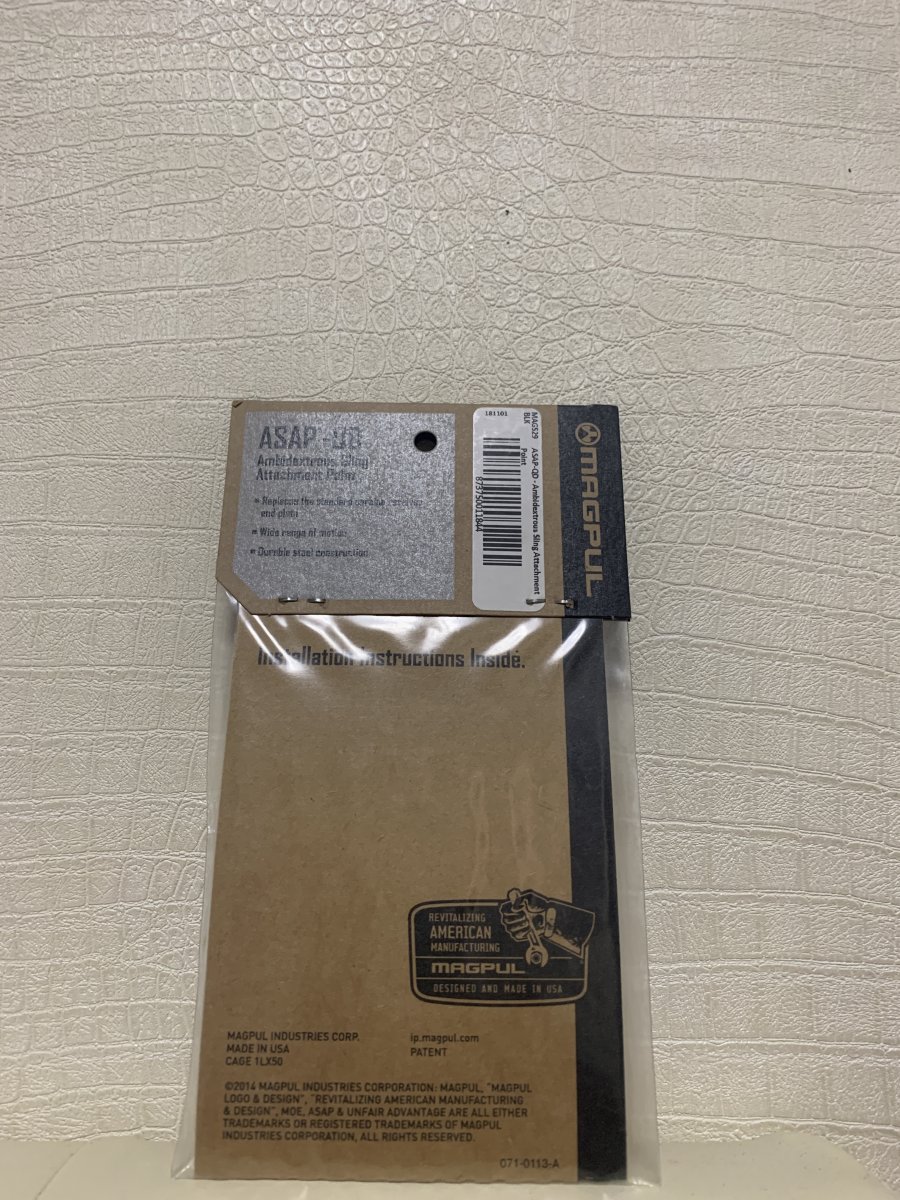 ASAP®-QD
Ambidextrous Sling
Attachment Point
Replaces the standard carbine receiver
end plate
Wide range of motion
Durable steel construction
181101
MAG529 ASAP-QD - Ambidextrous Sling Attachment
Point
BLK
873750011844
MAGPUL
Installation Instructions Inside.
REVITALIZING
AMERICAN
MANUFACTURING
MAGPUL
DESIGNED AND MADE IN USA
MAGPUL INDUSTRIES CORP.
MADE IN USA
CAGE 1LX50
ip.magpul.com
PATENT
©2014 MAGPUL INDUSTRIES CORPORATION: MAGPUL, "MAGPUL
LOGO & DESIGN", "REVITALIZING AMERICAN MANUFACTURING
& DESIGN", MOE, ASAP & UNFAIR ADVANTAGE ARE ALL EITHER
TRADEMARKS OR REGISTERED TRADEMARKS OF MAGPUL
INDUSTRIES CORPORATION, ALL RIGHTS RESERVED.
071-0113-A